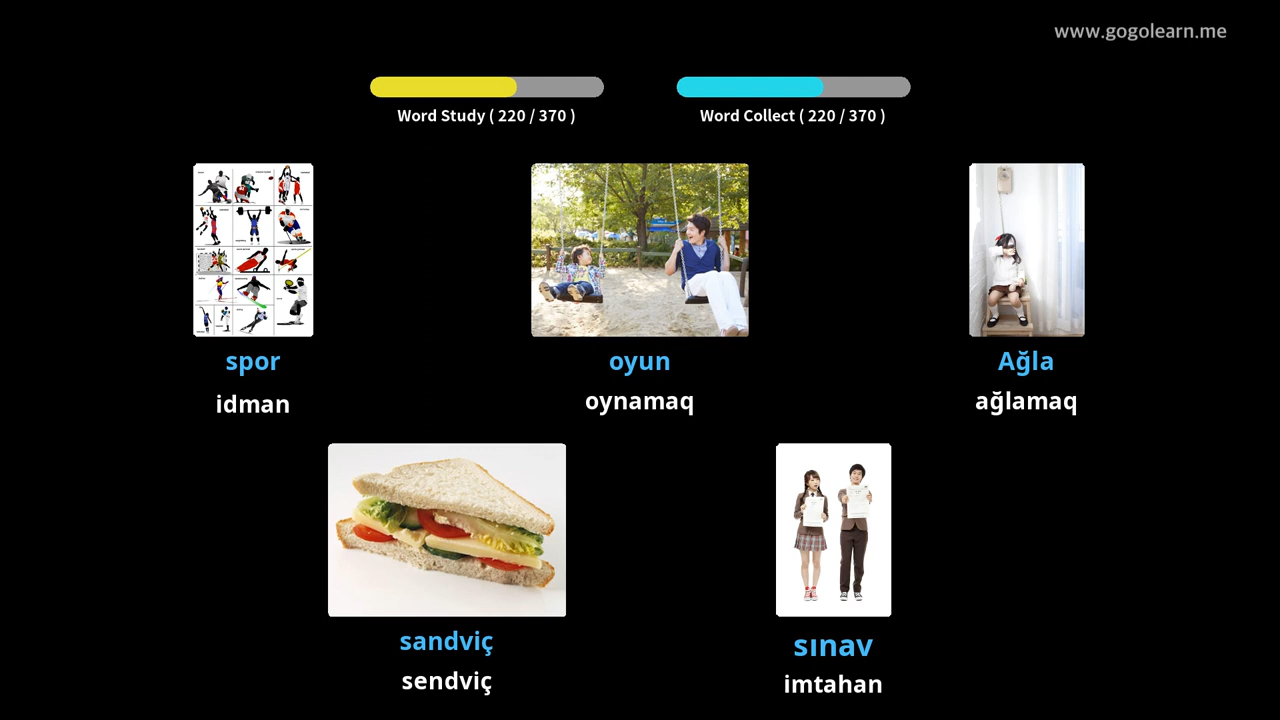 www.gogolearn.me
Word Study ( 220 / 370 )
Word Collect ( 220 / 370 )
spor
oyun
Ağla
idman
oynamaq
ağlamaq
sandviç
sınav
sendviç
imtahan